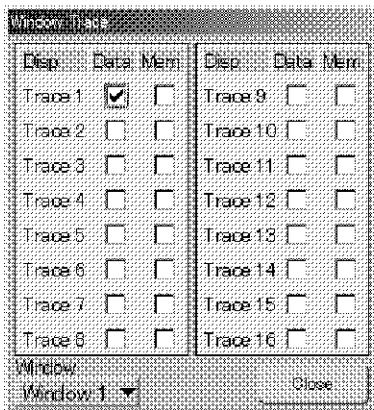 Window Trace
Disp Data Mem
Trace 1
Trace 2
Trace 3
Trace 4
Trace 5
Trace 6
Trace 7
Trace 8
Disp Data Mem
Trace 9
Trace 10
Trace 11
Trace 12
Trace 13
Trace 14
Trace 15
Trace 16
Window
Window 1
Close